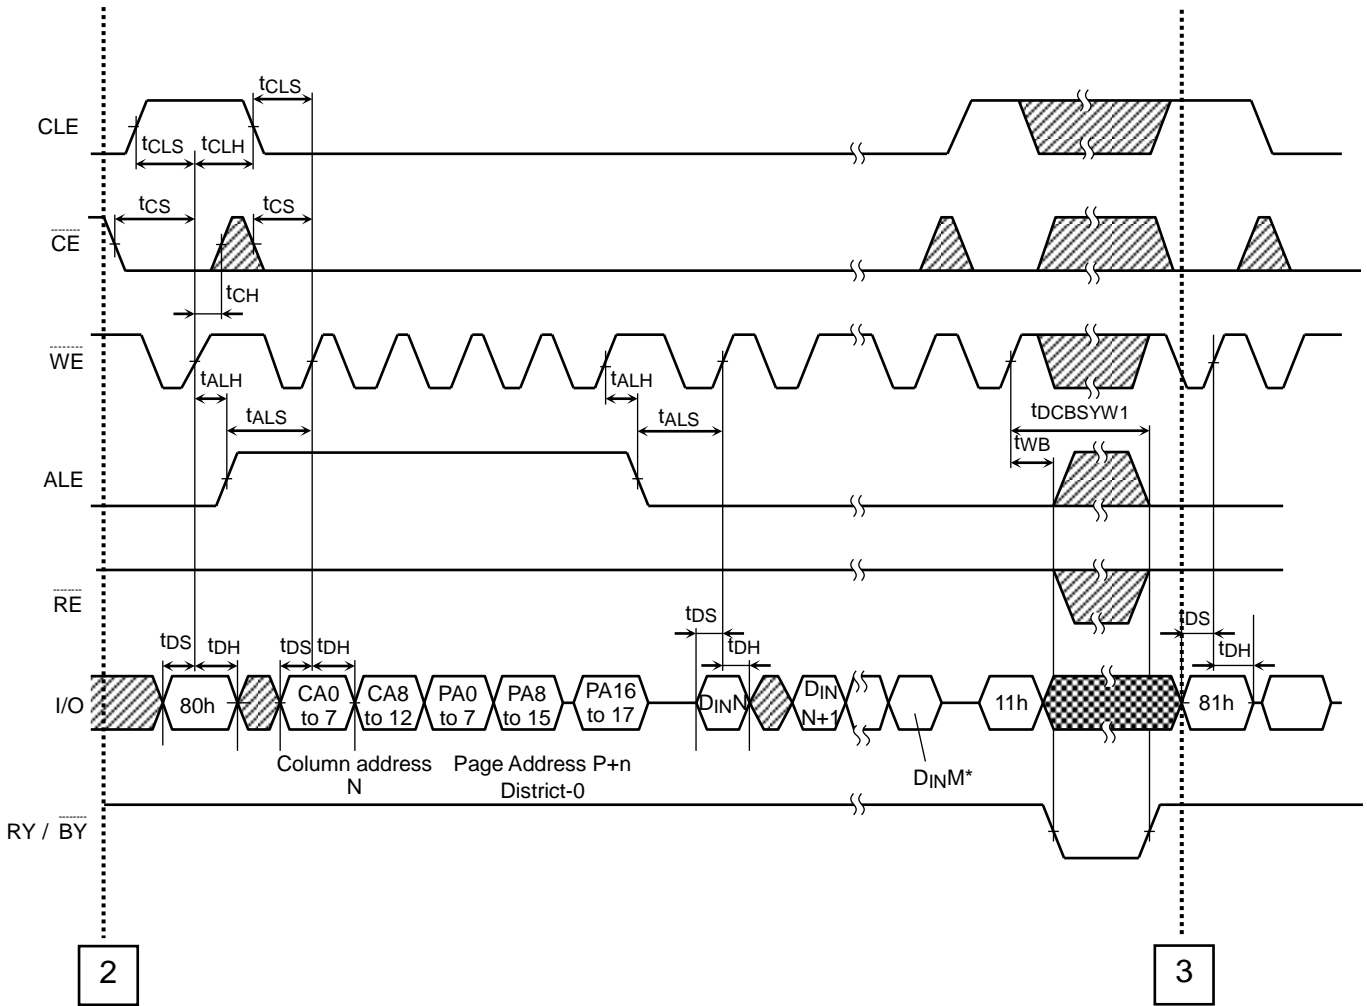 tCLS
CLE
tCLS tCLH
tCS tCS
CE
tCH
WE
tALH tALH
tALS tALS
tDCBSYW1
tWB
ALE
RE
tDS tDH tDS tDH tDS tDH tDS tDH
I/O
80h
CA0 to 7
CA8 to 12
PA0 to 7
PA8 to 15
PA16 to 17
DINN
DIN N+1
11h
81h
Column address N
Page Address P+n District-0
DINM*
RY / BY
2
3